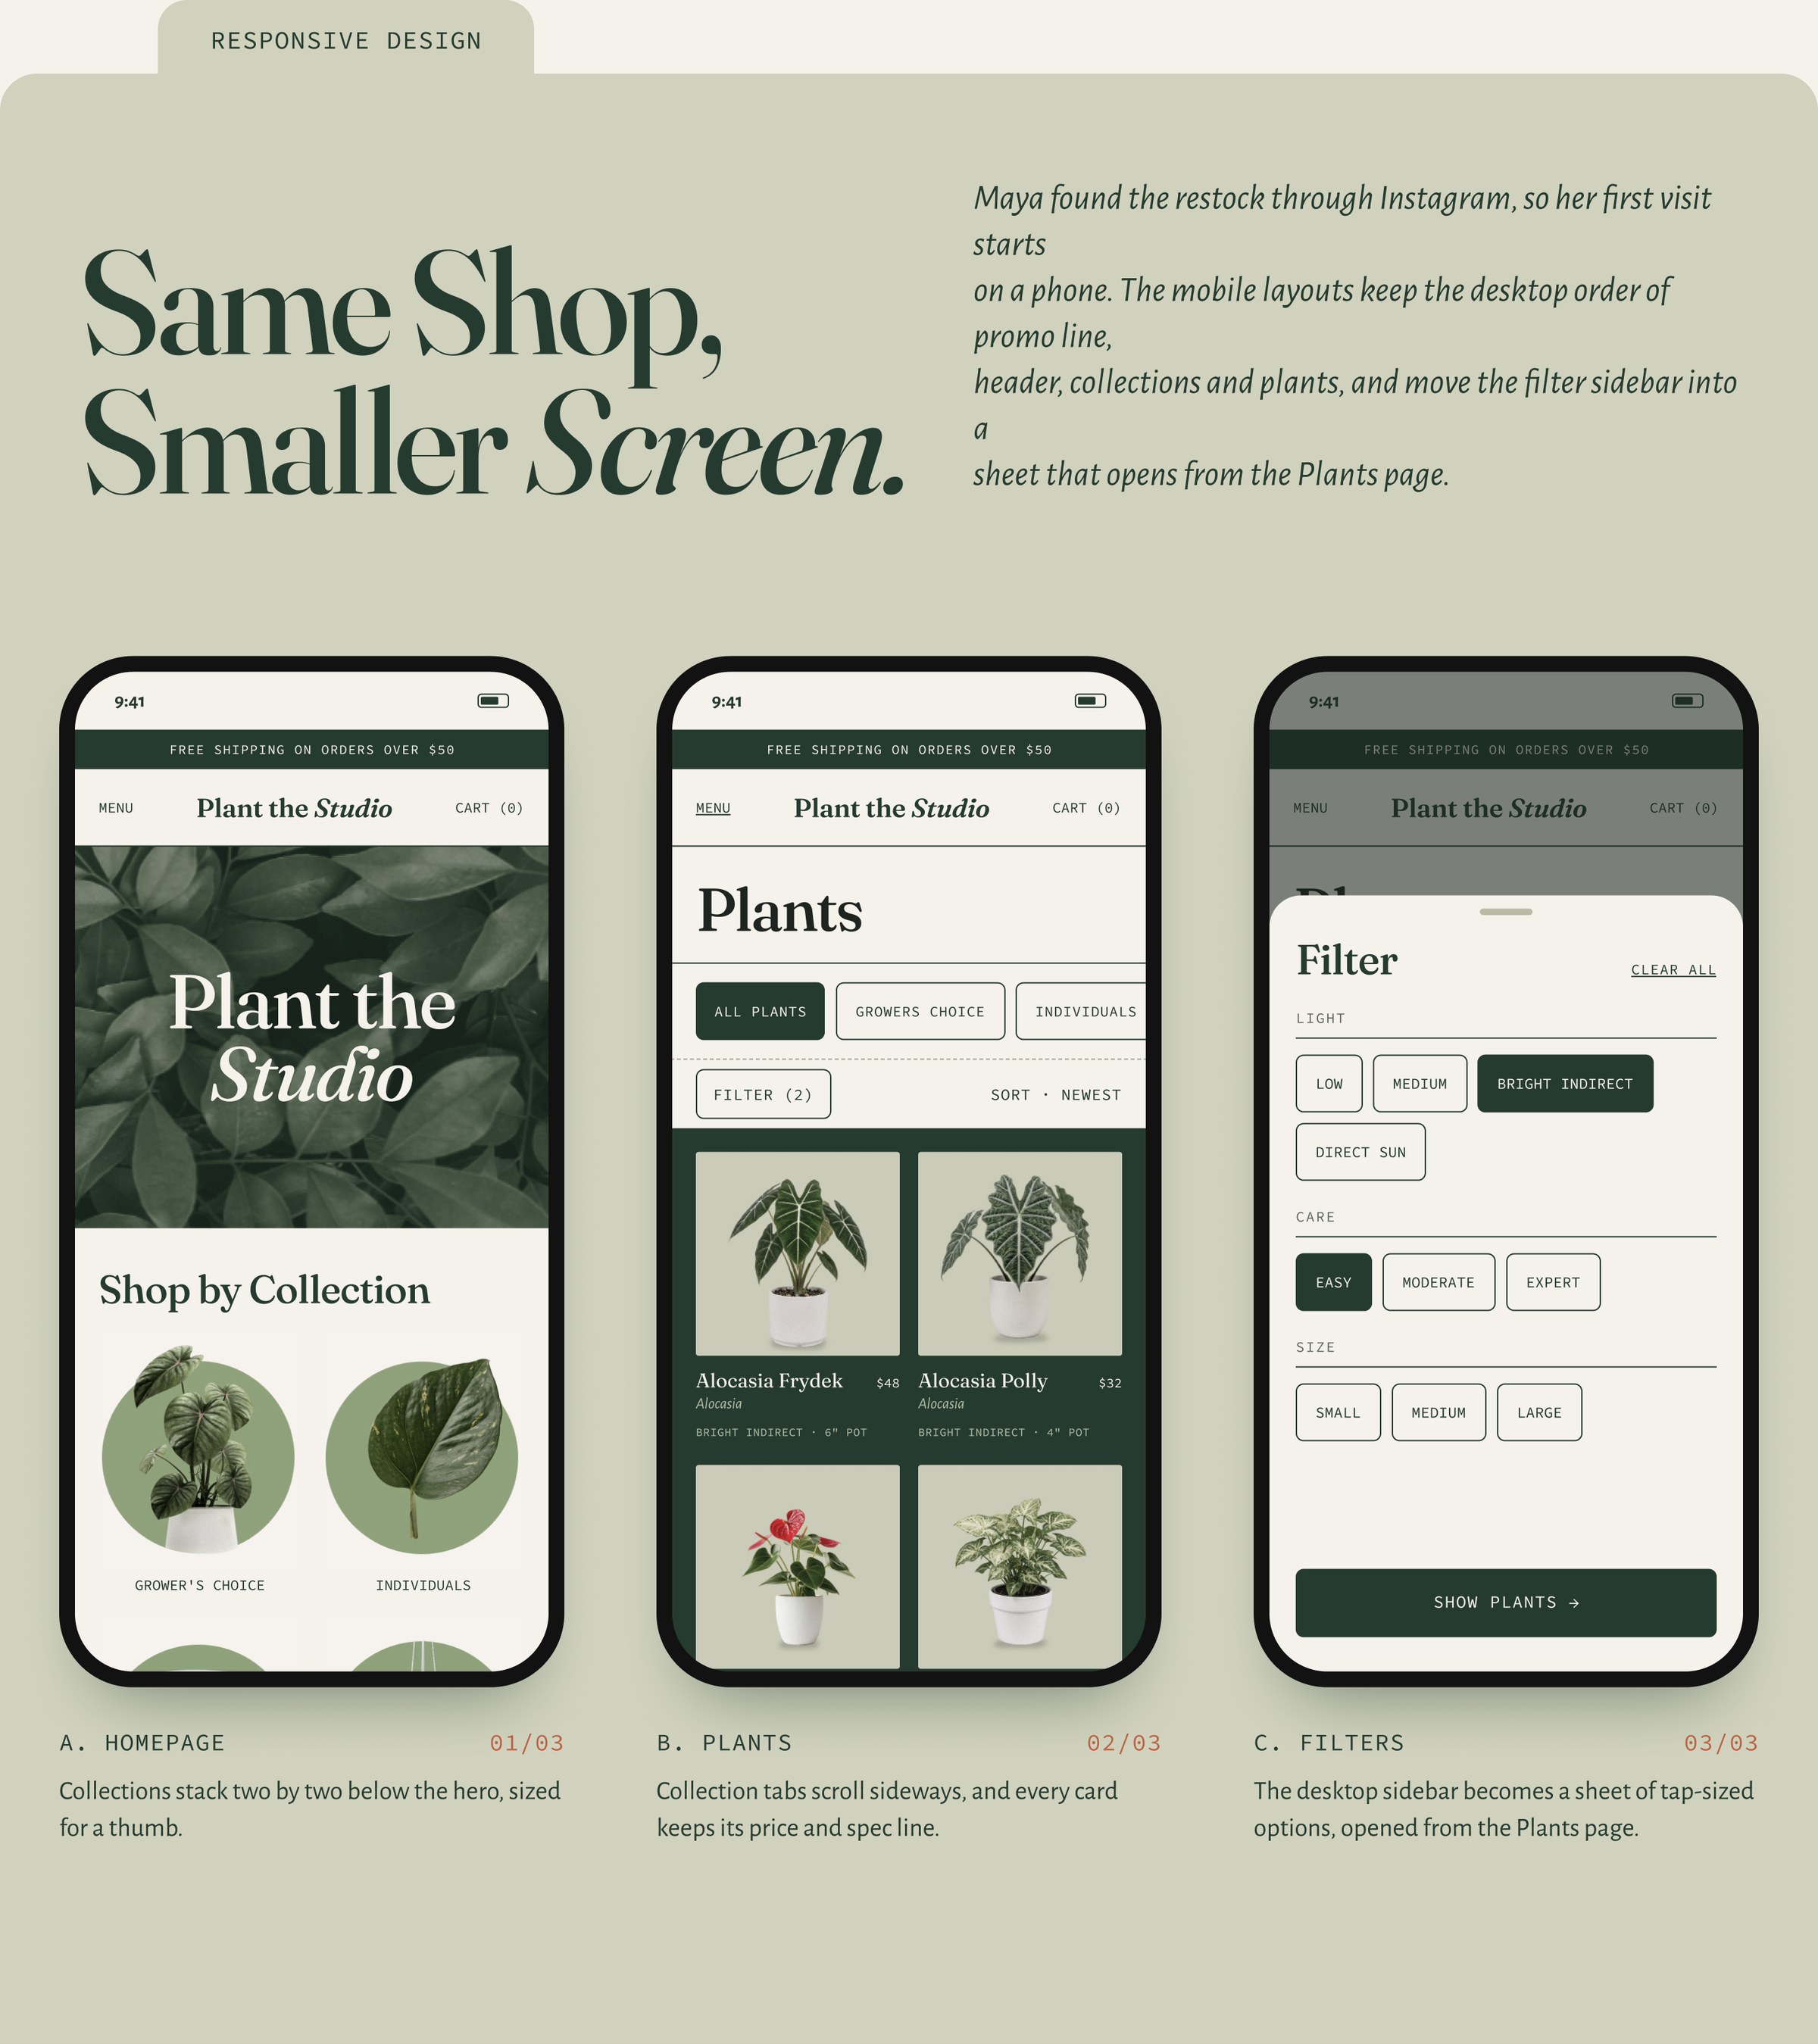 RESPONSIVE DESIGN
Same Shop,
Smaller Screen.
Maya found the restock through Instagram, so her first visit
starts
on a phone. The mobile layouts keep the desktop order of
promo line,
header, collections and plants, and move the filter sidebar into
a
sheet that opens from the Plants page.
9:41
FREE SHIPPING ON ORDERS OVER $50
MENU Plant the Studio CART (0)
Plant the
Studio
Shop by Collection
GROWER'S CHOICE INDIVIDUALS
A. HOMEPAGE 01/03
Collections stack two by two below the hero, sized
for a thumb.
9:41
FREE SHIPPING ON ORDERS OVER $50
MENU Plant the Studio CART (0)
Plants
ALL PLANTS GROWERS CHOICE INDIVIDUALS
FILTER (2) SORT · NEWEST
Alocasia Frydek $48
Alocasia
BRIGHT INDIRECT · 6" POT
Alocasia Polly $32
Alocasia
BRIGHT INDIRECT · 4" POT
B. PLANTS 02/03
Collection tabs scroll sideways, and every card
keeps its price and spec line.
9:41
FREE SHIPPING ON ORDERS OVER $50
MENU Plant the Studio CART (0)
Filter CLEAR ALL
LIGHT
LOW MEDIUM BRIGHT INDIRECT
DIRECT SUN
CARE
EASY MODERATE EXPERT
SIZE
SMALL MEDIUM LARGE
SHOW PLANTS →
C. FILTERS 03/03
The desktop sidebar becomes a sheet of tap-sized
options, opened from the Plants page.